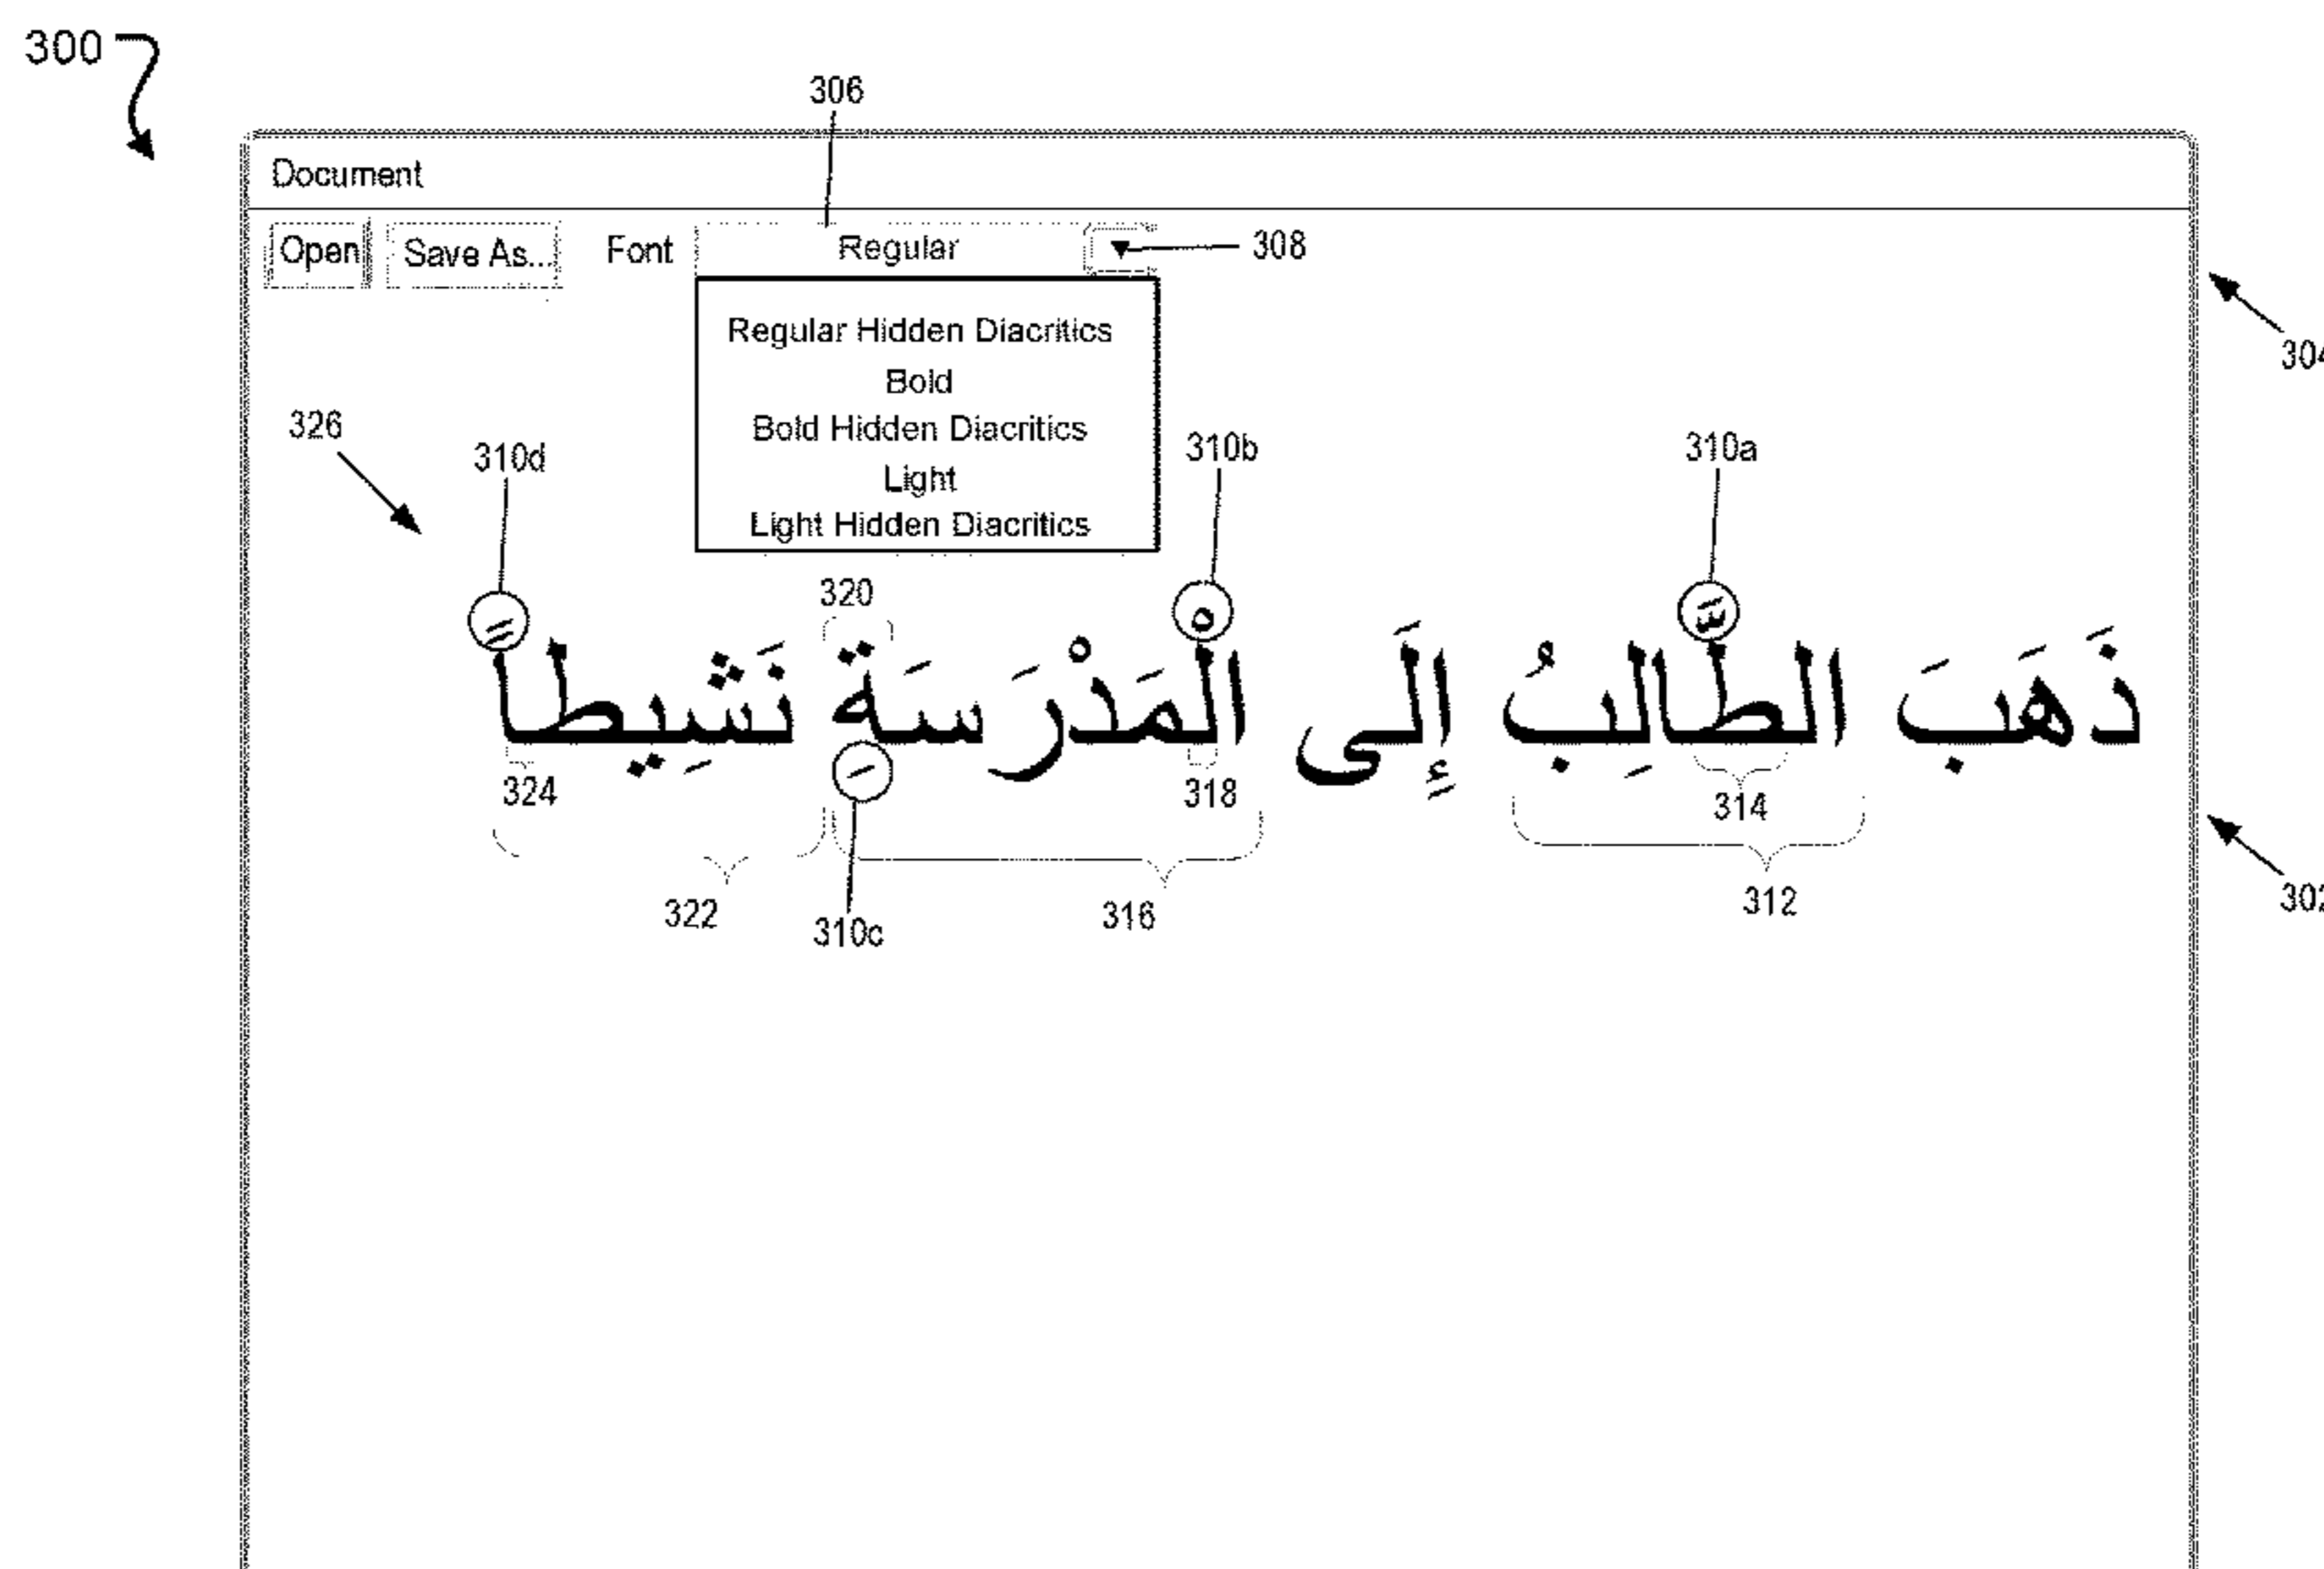 300
306
Document
Open Save As... Font Regular 308
Regular Hidden Diacritics
304
Bold
Bold Hidden Diacritics
Light
Light Hidden Diacritics
326
310d
310b
310a
320
ذَهَبَ الطَّالِبُ إِلَى الْمَدْرَسَةِ نَشِيطاً
324
318
314
322
310c
316
312
302